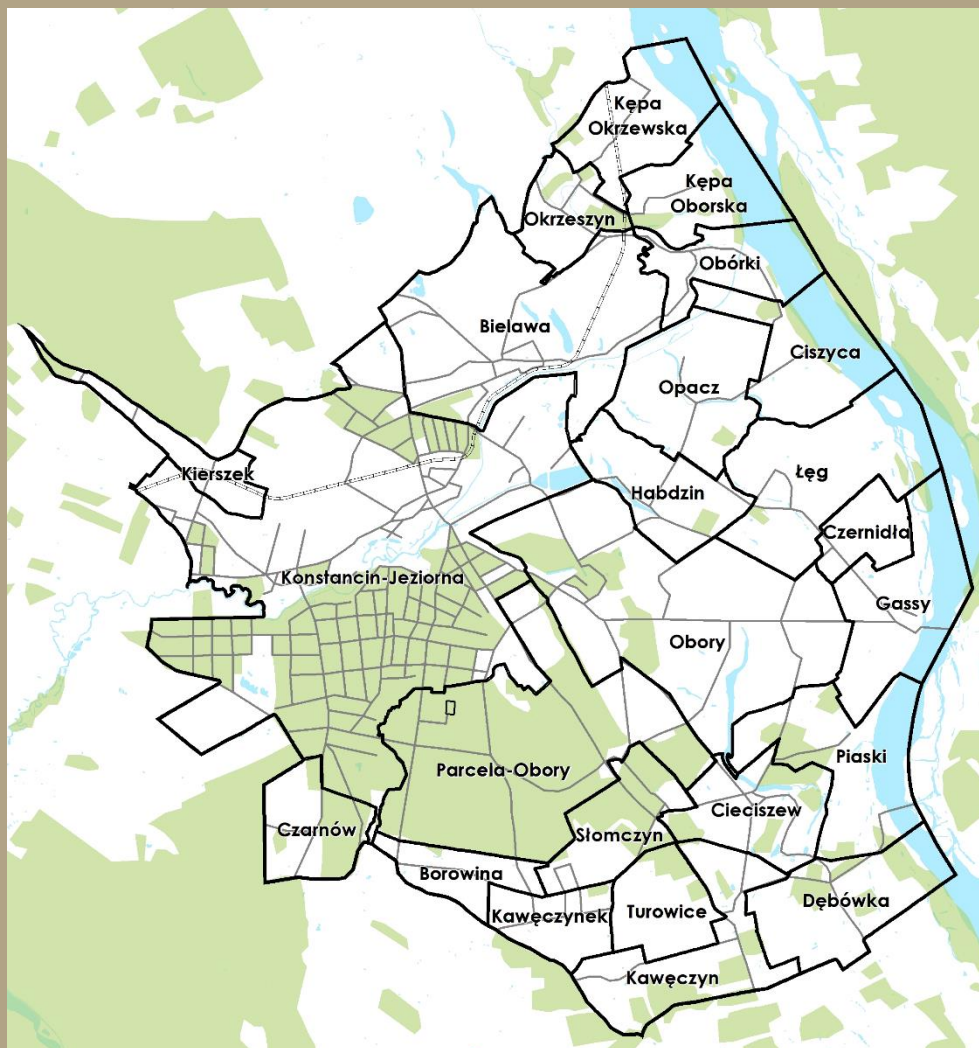 Kępa
Okrzewska
Kępa
Oborska
Okrzeszyn
Obórki
Bielawa
Ciszyca
Opacz
Kierszek
Łęg
Habdzin
Czernidła
Konstancin-Jeziorna
Gassy
Obory
Piaski
Parcela-Obory
Cieciszew
Czarnów
Słomczyn
Borowina
Dębówka
Kawęczynek
Turowice
Kawęczyn